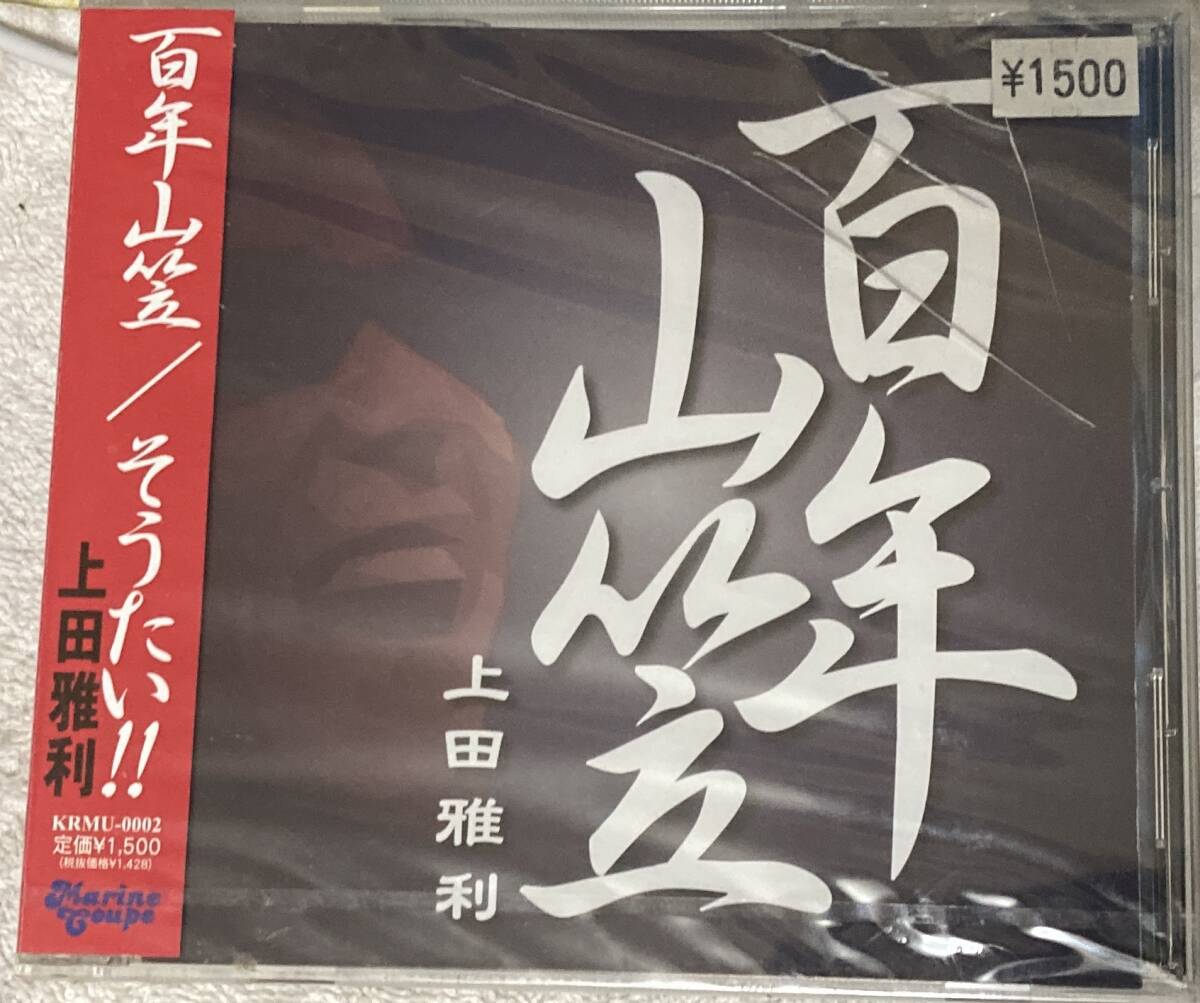 百年山笠／そうたい!!
上田雅利
KRMU-0002
定価¥1,500
(税抜価格¥1,428)
Marine
Coupe
¥1500
百年
山笠
上田雅利